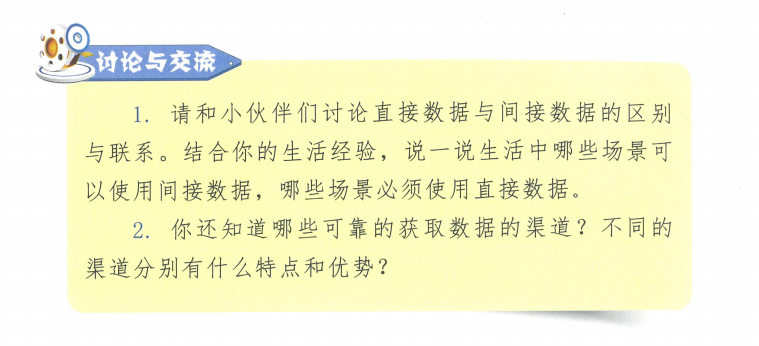 讨论与交流
1. 请和小伙伴们讨论直接数据与间接数据的区别
与联系。结合你的生活经验，说一说生活中哪些场景可
以使用间接数据，哪些场景必须使用直接数据。
2. 你还知道哪些可靠的获取数据的渠道？不同的
渠道分别有什么特点和优势？